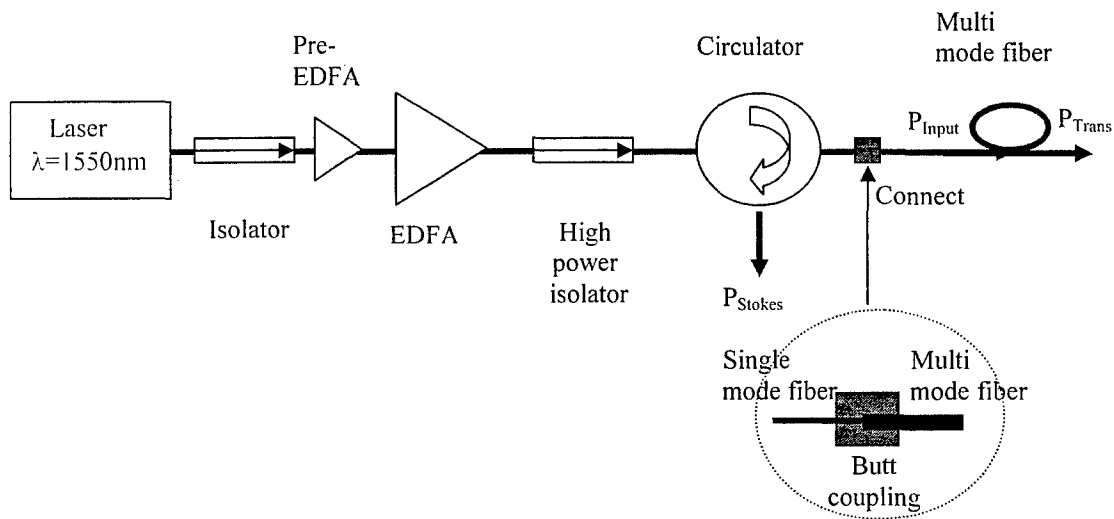 Pre-
EDFA
Circulator
Multi
mode fiber
Laser
λ=1550nm
P_Input
P_Trans
Connect
Isolator
EDFA
High
power
isolator
P_Stokes
Single
mode fiber
Multi
mode fiber
Butt
coupling